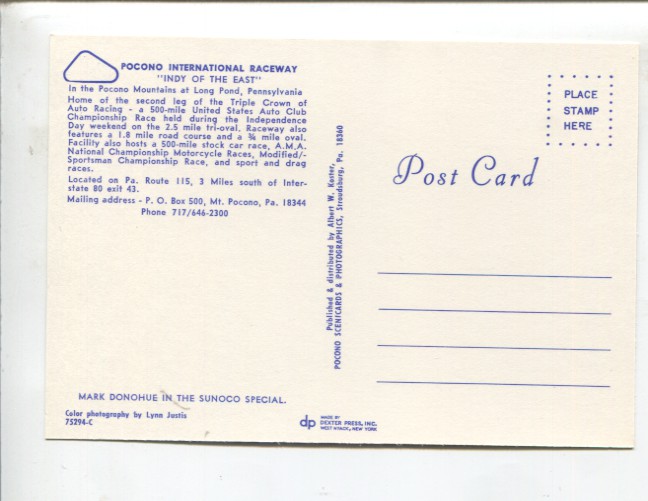 POCONO INTERNATIONAL RACEWAY
"INDY OF THE EAST"
In the Pocono Mountains at Long Pond, Pennsylvania
Home of the second leg of the Triple Crown of
Auto Racing - a 500-mile United States Auto Club
Championship Race held during the Independence
Day weekend on the 2.5 mile tri-oval. Raceway also
features a 1.8 mile road course and a ¾ mile oval.
Facility also hosts a 500-mile stock car race, A.M.A.
National Championship Motorcycle Races, Modified/-
Sportsman Championship Race, and sport and drag
races.
Located on Pa. Route 115, 3 Miles south of Inter-
state 80 exit 43.
Mailing address - P. O. Box 500, Mt. Pocono, Pa. 18344
Phone 717/646-2300
MARK DONOHUE IN THE SUNOCO SPECIAL.
Color photography by Lynn Justis
75294-C
dp
MADE BY
DEXTER PRESS, INC.
WEST NYACK, NEW YORK
Published & distributed by Albert W. Koster,
POCONO SCENICARDS & PHOTOGRAPHICS, Stroudsburg, Pa. 18360
PLACE
STAMP
HERE
Post Card